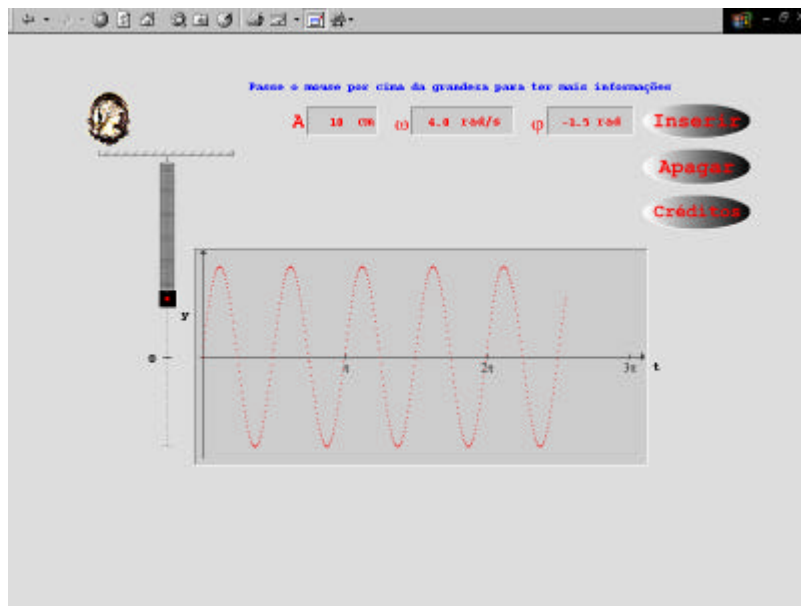 Passe o mouse por cima da grandeza para ter mais informações
A 10 cm ω 4.0 rad/s φ -1.5 rad Inserir
Apagar
Créditos
y
0
π 2π 3π t